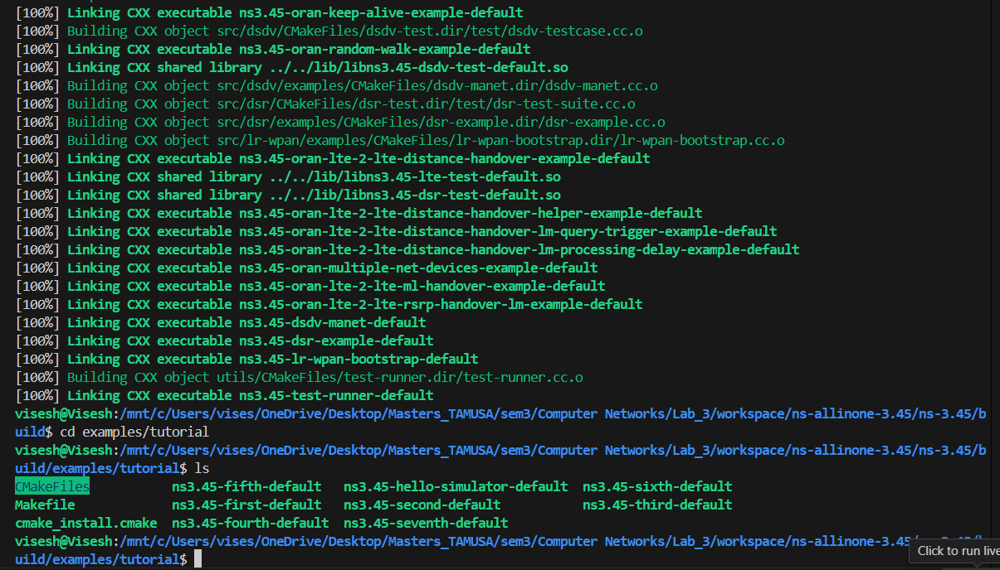 [100%] Linking CXX executable ns3.45-oran-keep-alive-example-default
[100%] Building CXX object src/dsdv/CMakeFiles/dsdv-test.dir/test/dsdv-testcase.cc.o
[100%] Linking CXX executable ns3.45-oran-random-walk-example-default
[100%] Linking CXX shared library ../../lib/libns3.45-dsdv-test-default.so
[100%] Building CXX object src/dsdv/examples/CMakeFiles/dsdv-manet.dir/dsdv-manet.cc.o
[100%] Building CXX object src/dsr/CMakeFiles/dsr-test.dir/test/dsr-test-suite.cc.o
[100%] Building CXX object src/dsr/examples/CMakeFiles/dsr-example.dir/dsr-example.cc.o
[100%] Building CXX object src/lr-wpan/examples/CMakeFiles/lr-wpan-bootstrap.dir/lr-wpan-bootstrap.cc.o
[100%] Linking CXX executable ns3.45-oran-lte-2-lte-distance-handover-example-default
[100%] Linking CXX shared library ../../lib/libns3.45-lte-test-default.so
[100%] Linking CXX shared library ../../lib/libns3.45-dsr-test-default.so
[100%] Linking CXX executable ns3.45-oran-lte-2-lte-distance-handover-helper-example-default
[100%] Linking CXX executable ns3.45-oran-lte-2-lte-distance-handover-lm-query-trigger-example-default
[100%] Linking CXX executable ns3.45-oran-lte-2-lte-distance-handover-lm-processing-delay-example-default
[100%] Linking CXX executable ns3.45-oran-multiple-net-devices-example-default
[100%] Linking CXX executable ns3.45-oran-lte-2-lte-ml-handover-example-default
[100%] Linking CXX executable ns3.45-oran-lte-2-lte-rsrp-handover-lm-example-default
[100%] Linking CXX executable ns3.45-dsdv-manet-default
[100%] Linking CXX executable ns3.45-dsr-example-default
[100%] Linking CXX executable ns3.45-lr-wpan-bootstrap-default
[100%] Building CXX object utils/CMakeFiles/test-runner.dir/test-runner.cc.o
[100%] Linking CXX executable ns3.45-test-runner-default
visesh@Visesh:/mnt/c/Users/vises/OneDrive/Desktop/Masters_TAMUSA/sem3/Computer Networks/Lab_3/workspace/ns-allinone-3.45/ns-3.45/b
uild$ cd examples/tutorial
visesh@Visesh:/mnt/c/Users/vises/OneDrive/Desktop/Masters_TAMUSA/sem3/Computer Networks/Lab_3/workspace/ns-allinone-3.45/ns-3.45/b
uild/examples/tutorial$ ls
CMakeFiles ns3.45-fifth-default ns3.45-hello-simulator-default ns3.45-sixth-default
Makefile ns3.45-first-default ns3.45-second-default ns3.45-third-default
cmake_install.cmake ns3.45-fourth-default ns3.45-seventh-default
visesh@Visesh:/mnt/c/Users/vises/OneDrive/Desktop/Masters_TAMUSA/sem3/Computer Networks/Lab_3/workspace/ns-allinone-3.45
uild/examples/tutorial$
Click to run live